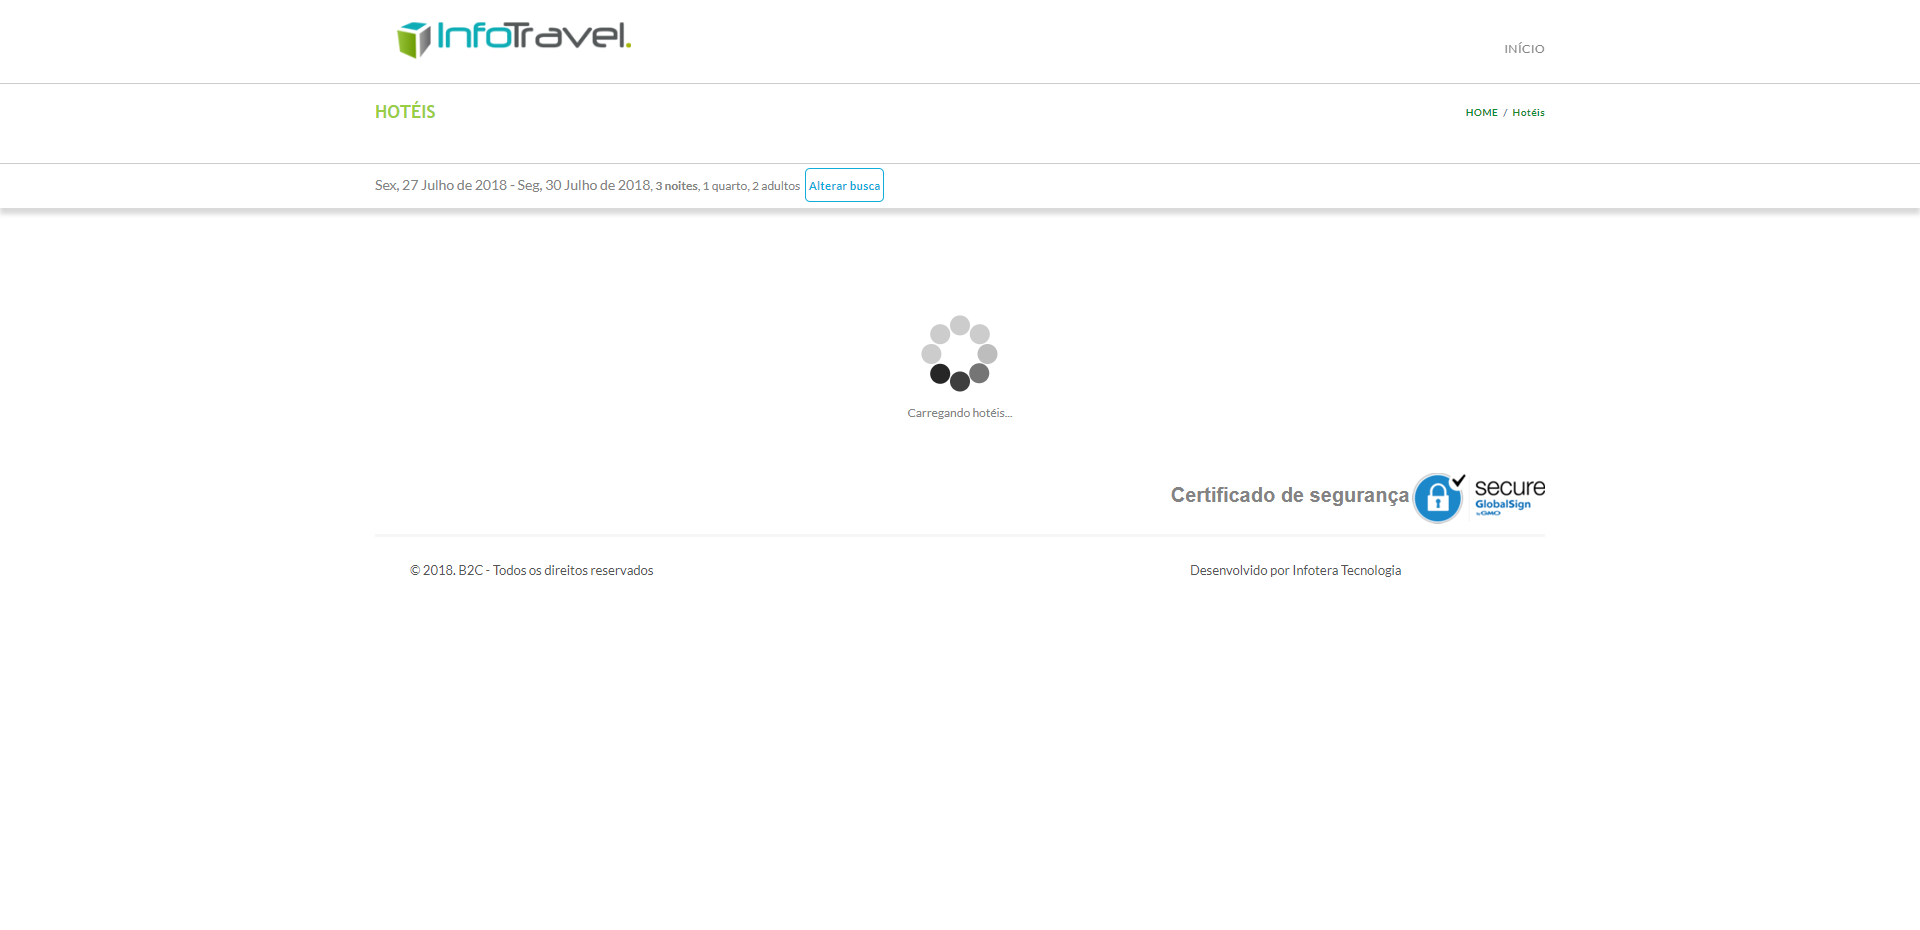 InfoTravel.
INÍCIO
HOTÉIS
HOME / Hotéis
Sex, 27 Julho de 2018 - Seg, 30 Julho de 2018, 3 noites, 1 quarto, 2 adultos Alterar busca
Carregando hotéis...
Certificado de segurança
secure
GlobalSign
by GMO
© 2018. B2C - Todos os direitos reservados
Desenvolvido por Infotera Tecnologia